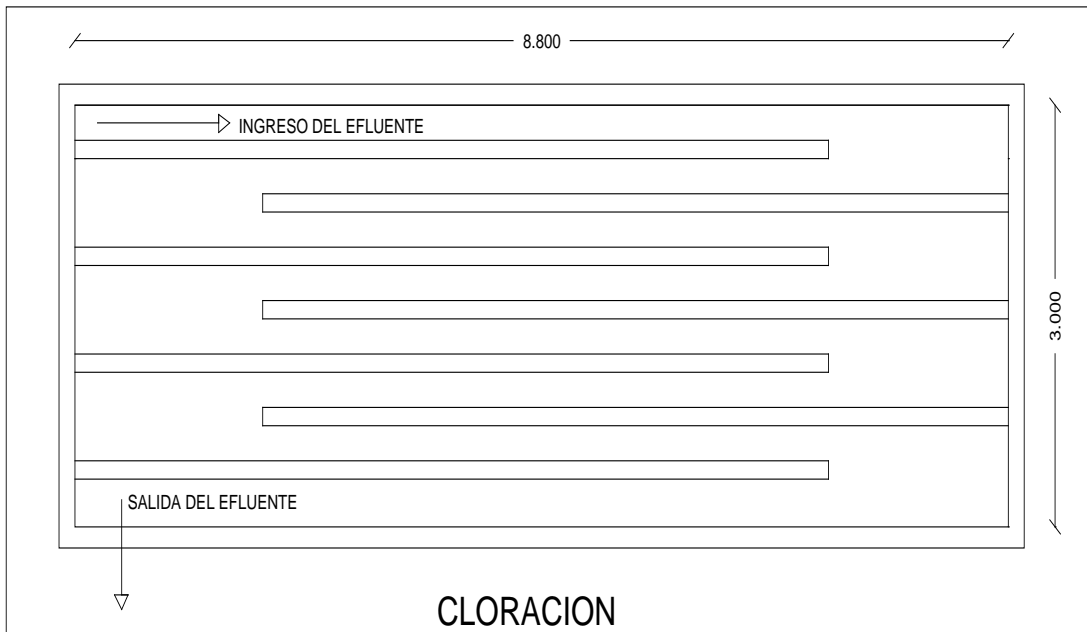 8.800
INGRESO DEL EFLUENTE
3.000
SALIDA DEL EFLUENTE
CLORACION